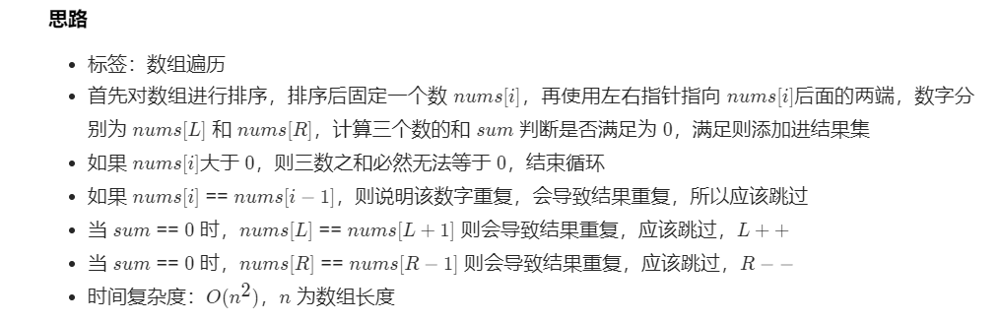 思路
• 标签：数组遍历
• 首先对数组进行排序，排序后固定一个数 nums[i]，再使用左右指针指向 nums[i]后面的两端，数字分
别为 nums[L] 和 nums[R]，计算三个数的和 sum 判断是否满足为 0，满足则添加进结果集
• 如果 nums[i]大于 0，则三数之和必然无法等于 0，结束循环
• 如果 nums[i] == nums[i − 1]，则说明该数字重复，会导致结果重复，所以应该跳过
• 当 sum == 0 时，nums[L] == nums[L + 1] 则会导致结果重复，应该跳过，L + +
• 当 sum == 0 时，nums[R] == nums[R − 1] 则会导致结果重复，应该跳过，R − −
• 时间复杂度：O(n²)，n 为数组长度